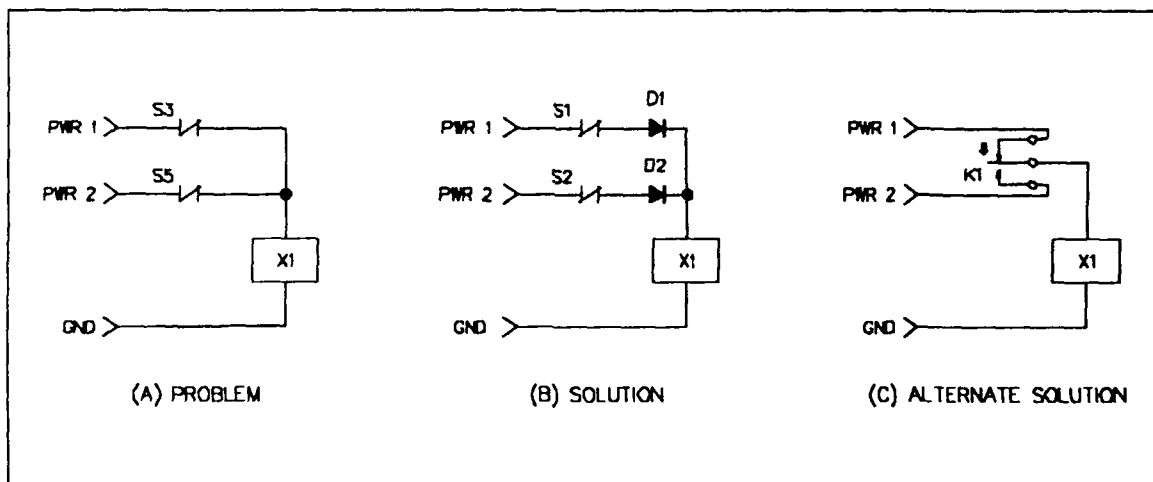 S3
PWR 1
S5
PWR 2
X1
GND
(A) PROBLEM
D1
S1
PWR 1
D2
S2
PWR 2
X1
GND
(B) SOLUTION
PWR 1
K1
PWR 2
X1
GND
(C) ALTERNATE SOLUTION